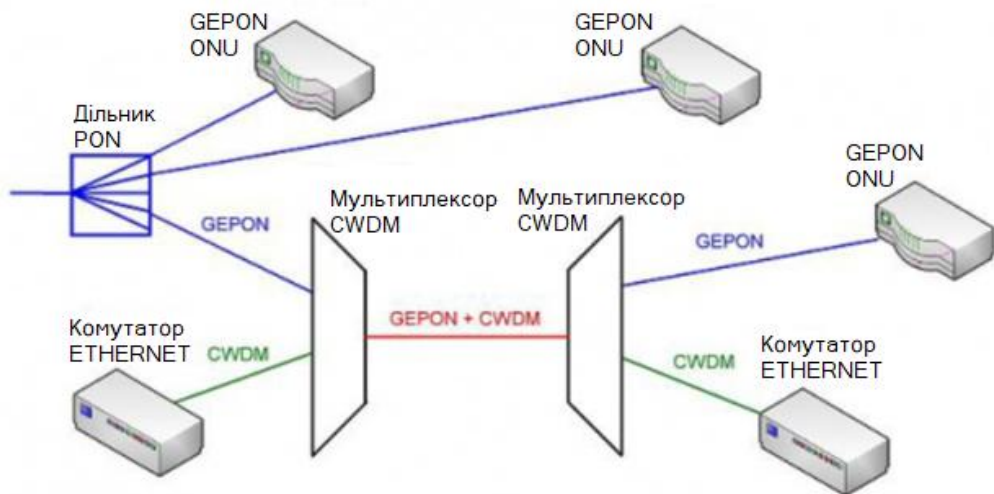 GEPON
ONU
GEPON
ONU
Дільник
PON
GEPON
ONU
Мультиплексор
CWDM
Мультиплексор
CWDM
GEPON
GEPON
GEPON + CWDM
Комутатор
ETHERNET
CWDM
CWDM
Комутатор
ETHERNET